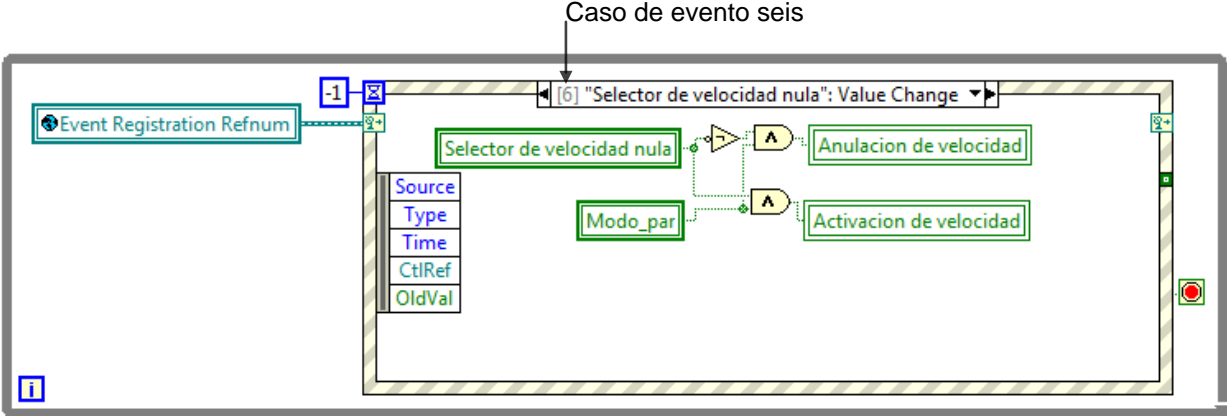 Caso de evento seis
-1
[6] "Selector de velocidad nula": Value Change
Event Registration Refnum
Selector de velocidad nula
Anulacion de velocidad
Source
Type
Modo_par
Activacion de velocidad
Time
CtlRef
OldVal
i